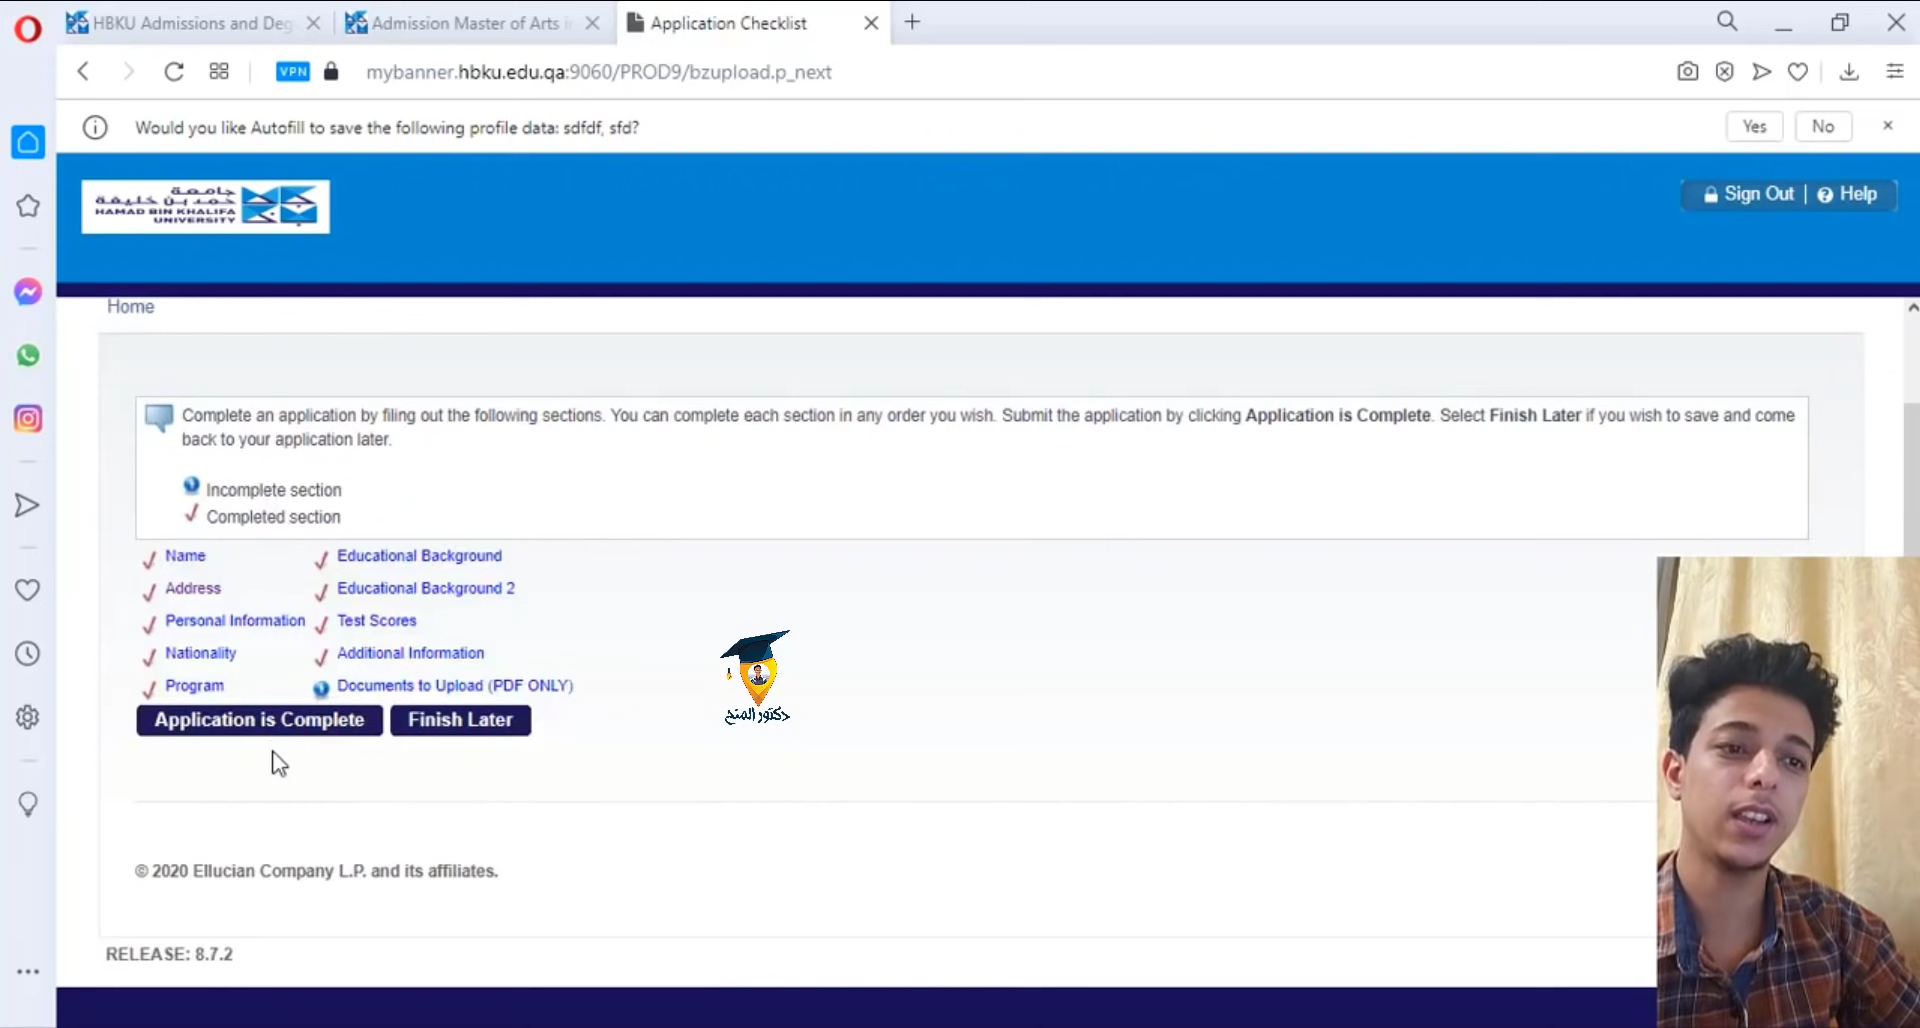 HBKU Admissions and Deg
Admission Master of Arts i
Application Checklist
VPN
mybanner.hbku.edu.qa:9060/PROD9/bzupload.p_next
Would you like Autofill to save the following profile data: sdfdf, sfd?
Yes
No
جامعة
حمد بن خليفة
HAMAD BIN KHALIFA
UNIVERSITY
Sign Out | Help
Home
Complete an application by filing out the following sections. You can complete each section in any order you wish. Submit the application by clicking Application is Complete. Select Finish Later if you wish to save and come
back to your application later.
Incomplete section
Completed section
Name
Educational Background
Address
Educational Background 2
Personal Information
Test Scores
Nationality
Additional Information
Program
Documents to Upload (PDF ONLY)
Application is Complete
Finish Later
دكتور المنح
© 2020 Ellucian Company L.P. and its affiliates.
RELEASE: 8.7.2